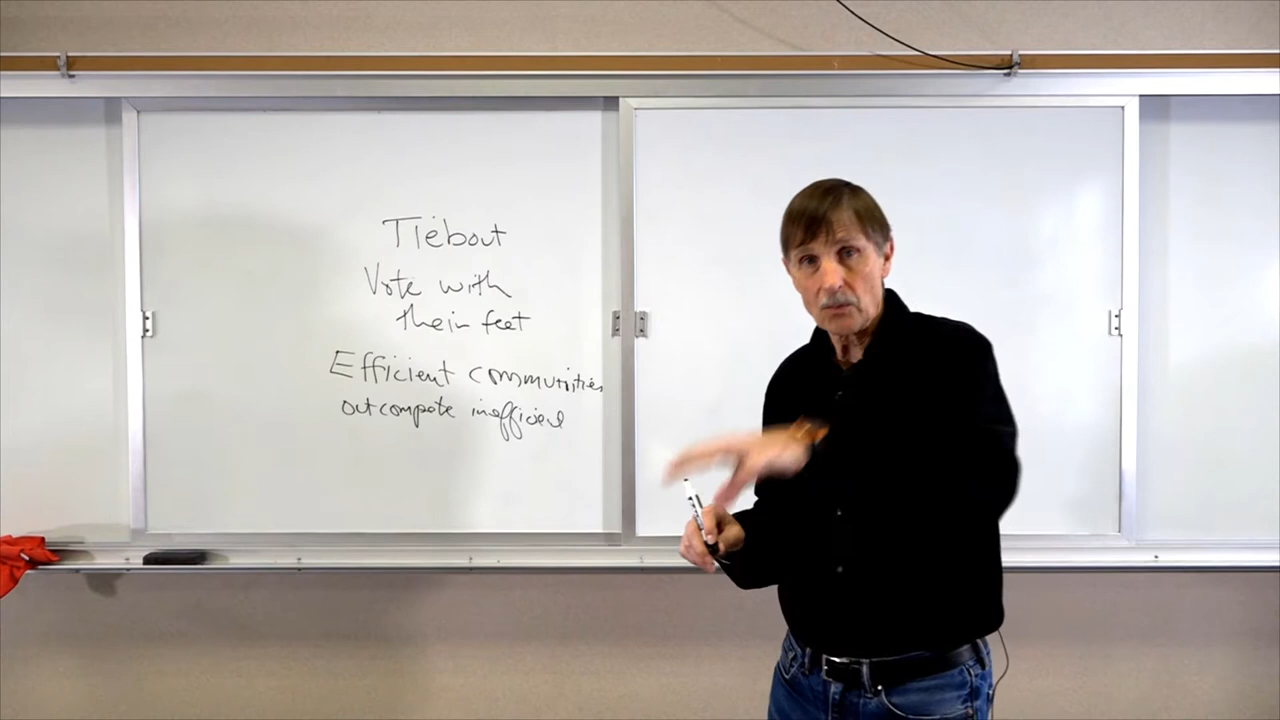 Tiebout
Vote with
their feet
Efficient communities
outcompete inefficient